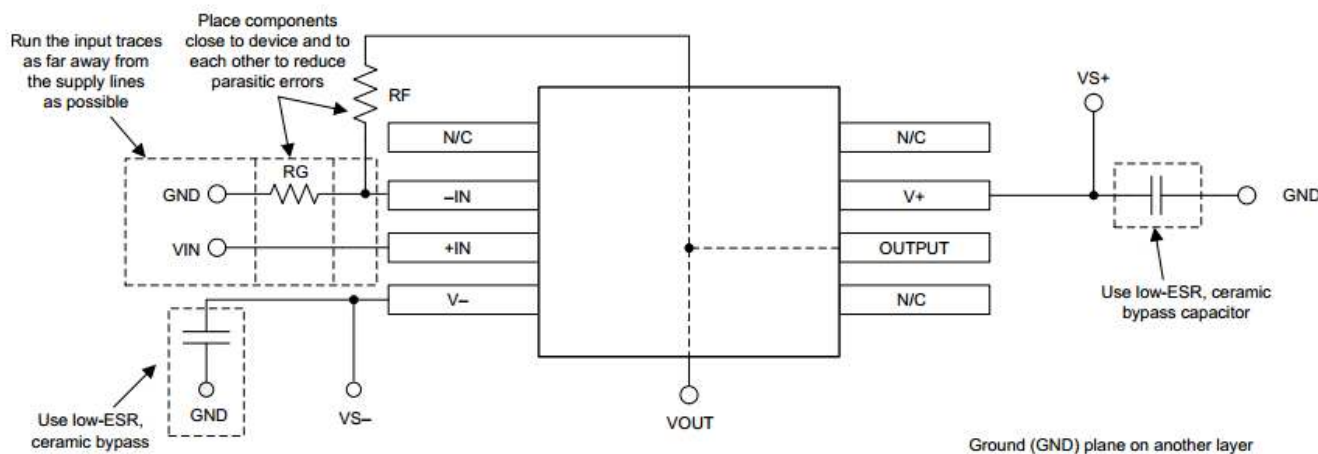 Place components
close to device and to
each other to reduce
parasitic errors
Run the input traces
as far away from
the supply lines
as possible
VS+
RF
N/C
N/C
RG
GND
–IN
V+
GND
VIN
+IN
OUTPUT
V–
N/C
Use low-ESR, ceramic
bypass capacitor
GND
VS–
Use low-ESR,
ceramic bypass
VOUT
Ground (GND) plane on another layer